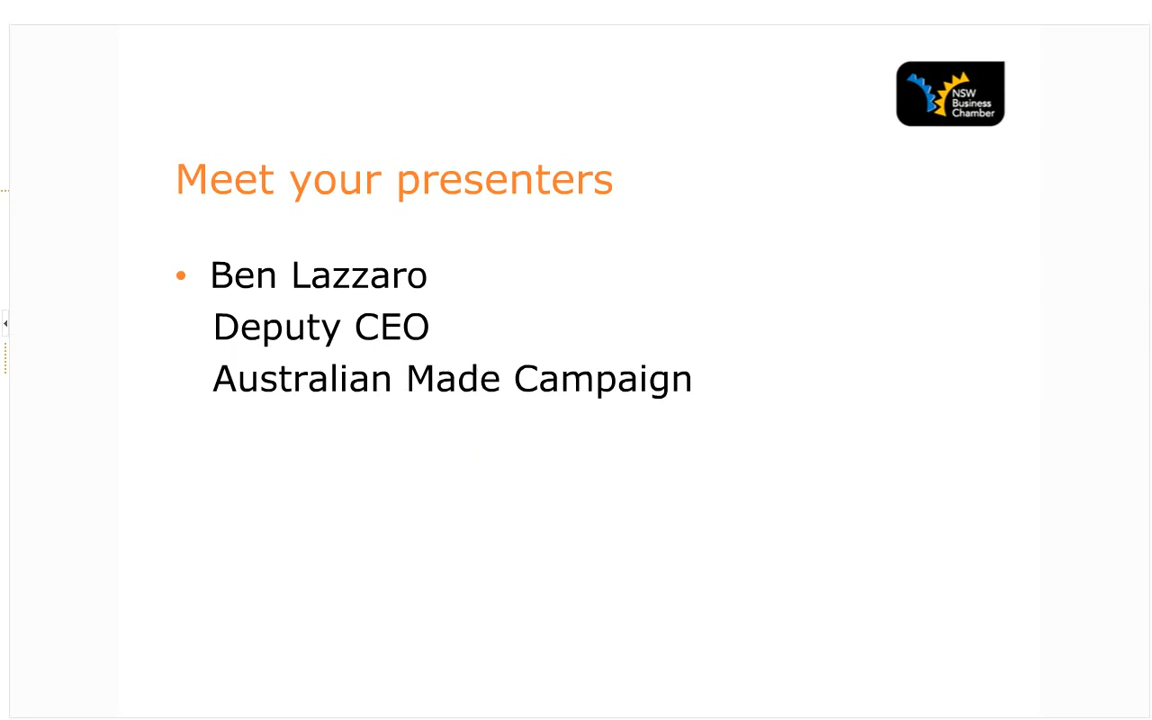 NSW
Business
Chamber
Meet your presenters
• Ben Lazzaro
Deputy CEO
Australian Made Campaign